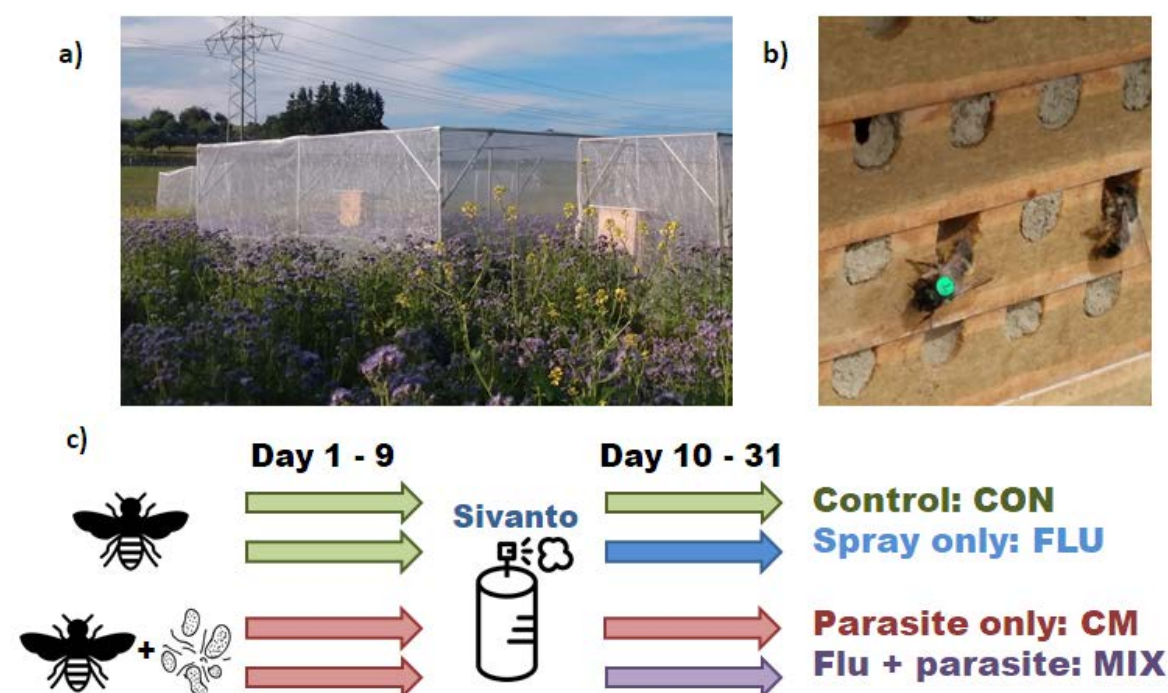 a)
b)
c)
Day 1 - 9
Day 10 - 31
Sivanto
Control: CON
Spray only: FLU
+
Parasite only: CM
Flu + parasite: MIX